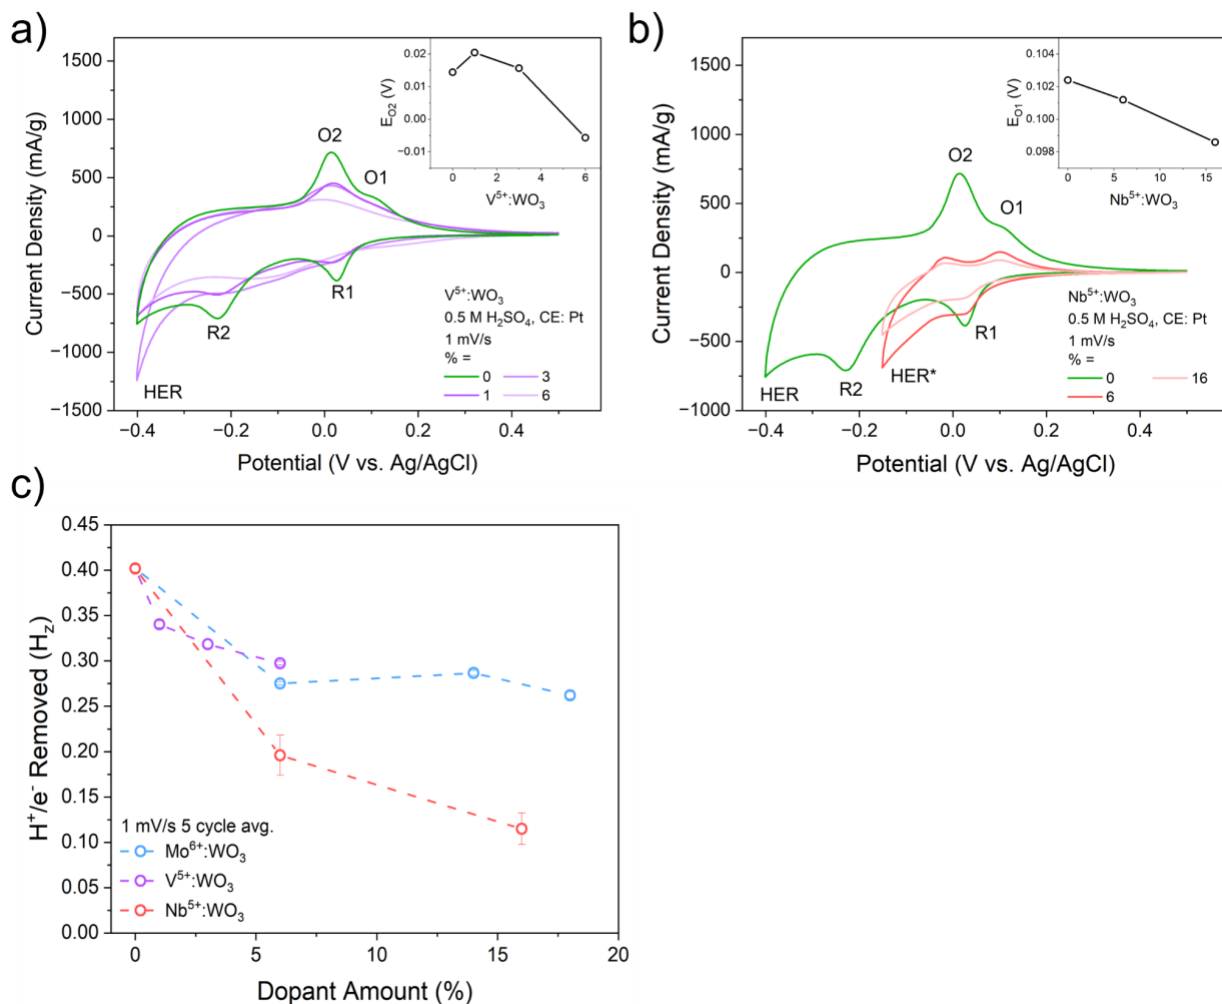 a)
1500
1000
500
0
−500
−1000
−1500
Current Density (mA/g)
−0.4
−0.2
0.0
0.2
0.4
Potential (V vs. Ag/AgCl)
O2
O1
R1
R2
HER
V⁵⁺:WO₃
0.5 M H₂SO₄, CE: Pt
1 mV/s
% =
0 3
1 6
0.02
0.01
0.00
−0.01
E_O2 (V)
0 2 4 6
V⁵⁺:WO₃
b)
1500
1000
500
0
−500
−1000
Current Density (mA/g)
−0.4
−0.2
0.0
0.2
0.4
Potential (V vs. Ag/AgCl)
O2
O1
R1
R2
HER
HER*
Nb⁵⁺:WO₃
0.5 M H₂SO₄, CE: Pt
1 mV/s
% =
0 16
6
0.104
0.102
0.100
0.098
E_O1 (V)
0 5 10 15
Nb⁵⁺:WO₃
c)
0.45
0.40
0.35
0.30
0.25
0.20
0.15
0.10
0.05
0.00
H⁺/e⁻ Removed (H_z)
1 mV/s 5 cycle avg.
Mo⁶⁺:WO₃
V⁵⁺:WO₃
Nb⁵⁺:WO₃
0 5 10 15 20
Dopant Amount (%)